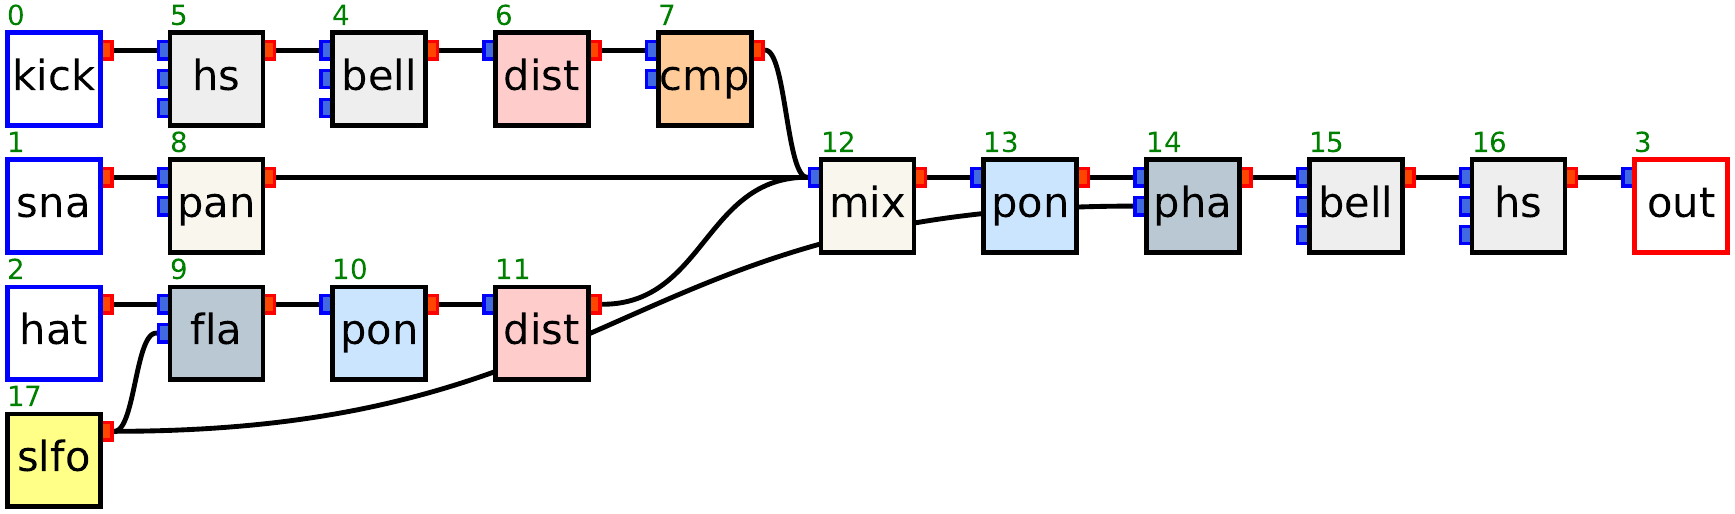 0 5 4 6 7
kick hs bell dist cmp
1 8 12 13 14 15 16 3
sna pan mix pon pha bell hs out
2 9 10 11
hat fla pon dist
17
slfo